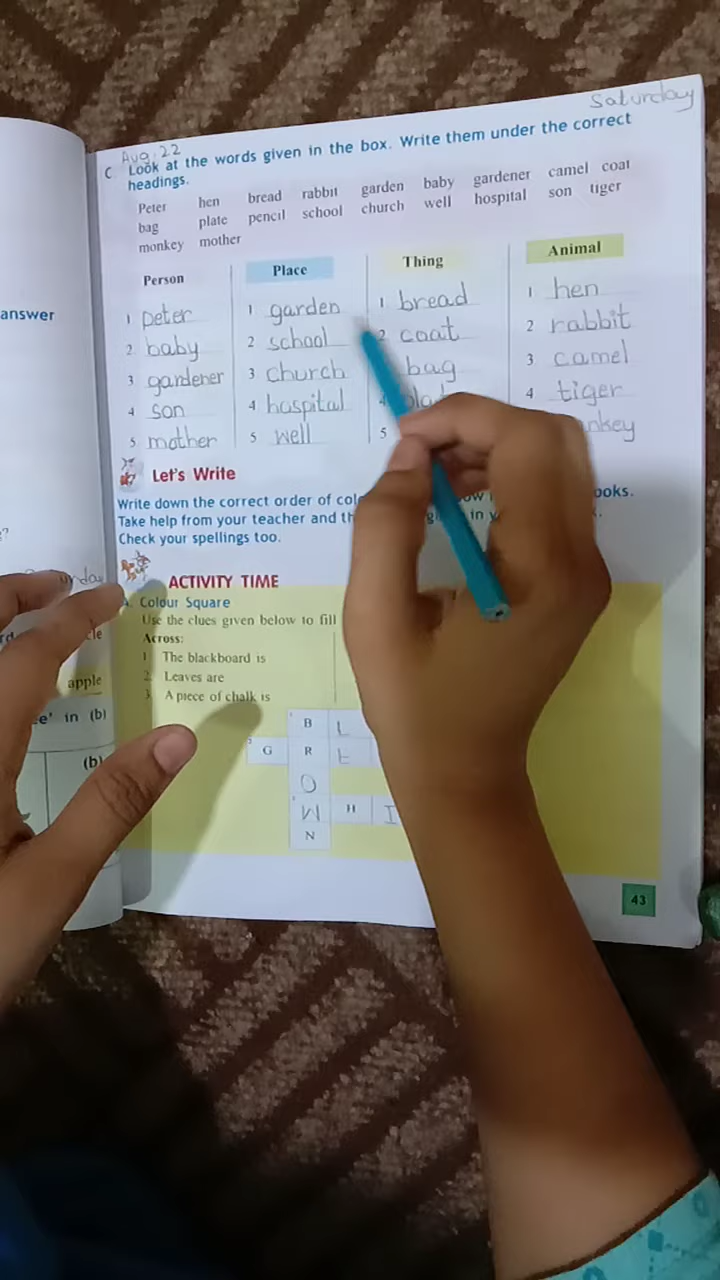 Saturday
Aug. 22
C. Look at the words given in the box. Write them under the correct
headings.
Peter hen bread rabbit garden baby gardener camel coat
bag plate pencil school church well hospital son tiger
monkey mother
Person Place Thing Animal
1 peter 1 garden 1 bread 1 hen
2 baby 2 school 2 coat 2 rabbit
3 gardener 3 church bag 3 camel
4 son 4 hospital 4 4 tiger
5 mother 5 well 5 nkey
answer
Let's Write
Write down the correct order of col ooks.
Take help from your teacher and th in
Check your spellings too.
ACTIVITY TIME
A. Colour Square
Use the clues given below to fill
Across:
1 The blackboard is
2. Leaves are
3. A piece of chalk is
apple
e' in (b)
(b)
B L
G R E
O
W H I
N
43